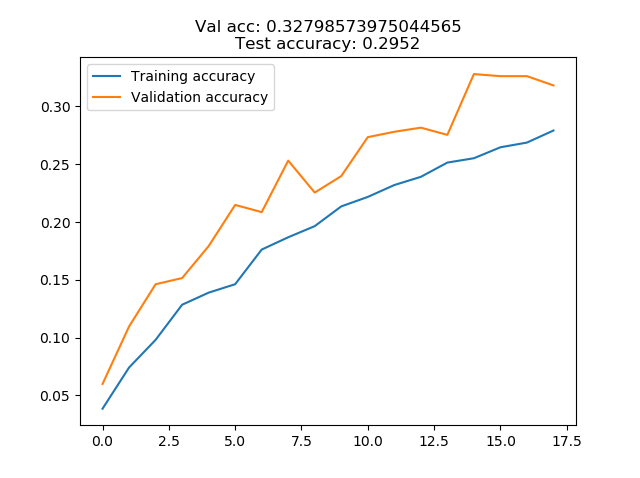 Val acc: 0.32798573975044565
Test accuracy: 0.2952
Training accuracy
Validation accuracy
0.30
0.25
0.20
0.15
0.10
0.05
0.0 2.5 5.0 7.5 10.0 12.5 15.0 17.5